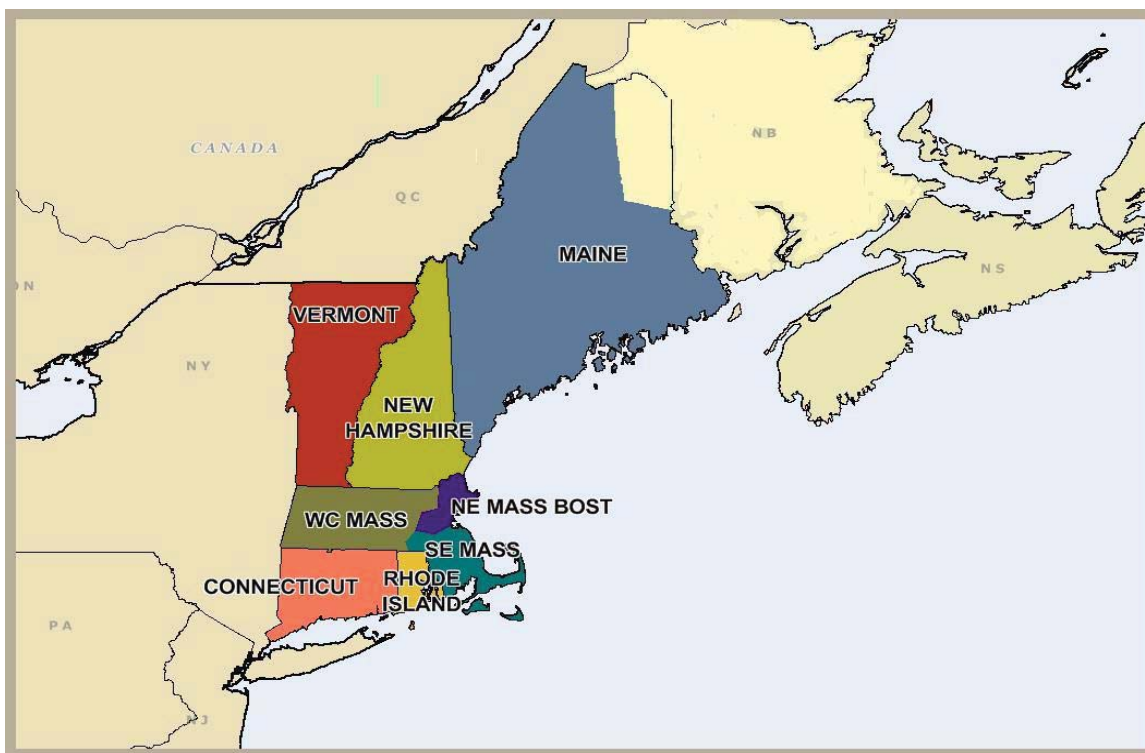 CANADA
QC
NB
MAINE
NS
ON
VERMONT
NY
NEW
HAMPSHIRE
NE MASS BOST
WC MASS
SE MASS
CONNECTICUT
RHODE
ISLAND
PA
NJ